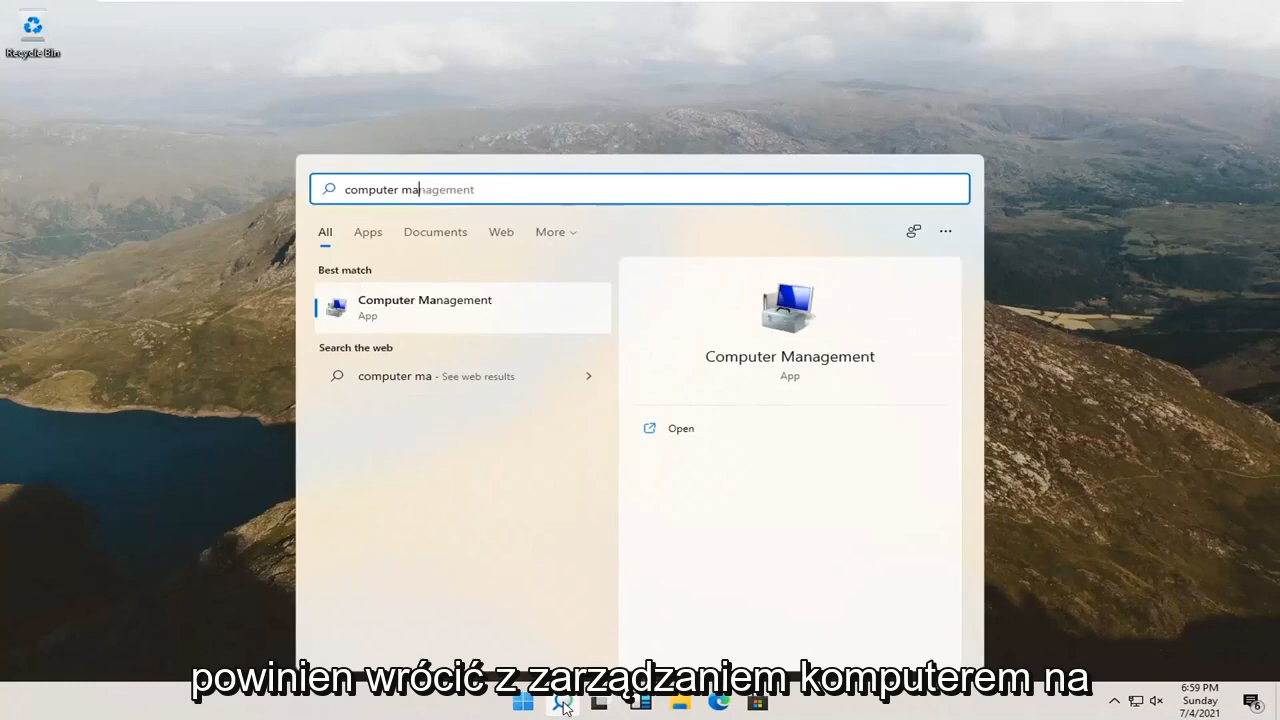 Recycle Bin
computer management
All Apps Documents Web More
Best match
Computer Management
App
Search the web
computer ma - See web results
Computer Management
App
Open
powinien wrócić z zarządzaniem komputerem na
6:59 PM
Sunday
7/4/2021
6